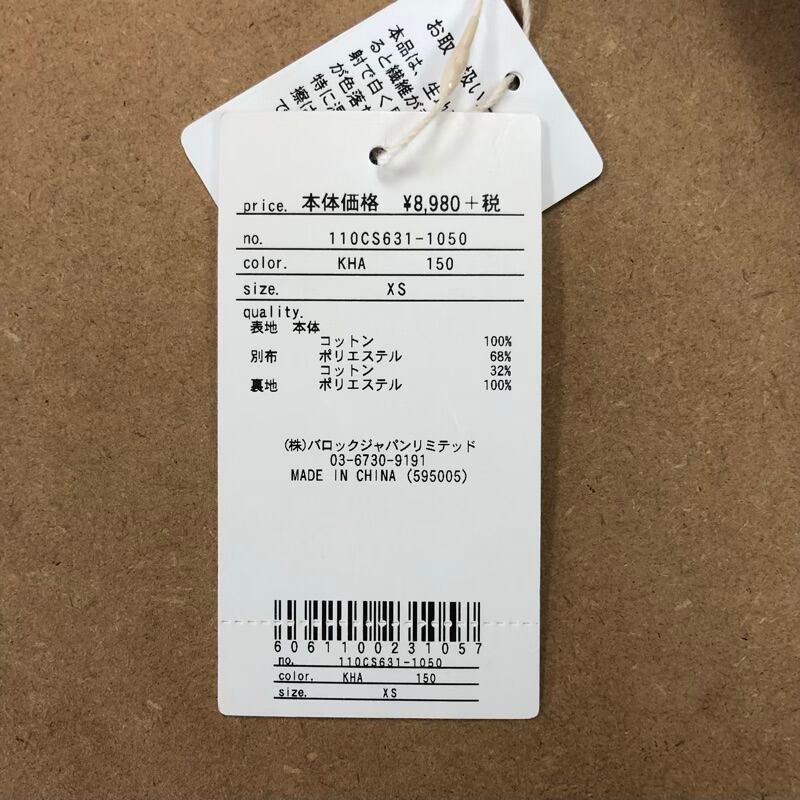 お取 扱い
本品は、生
ると繊維が
射で白く
が色落
特に
擦
price. 本体価格 ¥8,980+税
no. 110CS631-1050
color. KHA 150
size. XS
quality.
表地 本体
コットン 100%
別布 ポリエステル 68%
コットン 32%
裏地 ポリエステル 100%
(株)バロックジャパンリミテッド
03-6730-9191
MADE IN CHINA (595005)
6061100231057
no. 110CS631-1050
color. KHA 150
size. XS